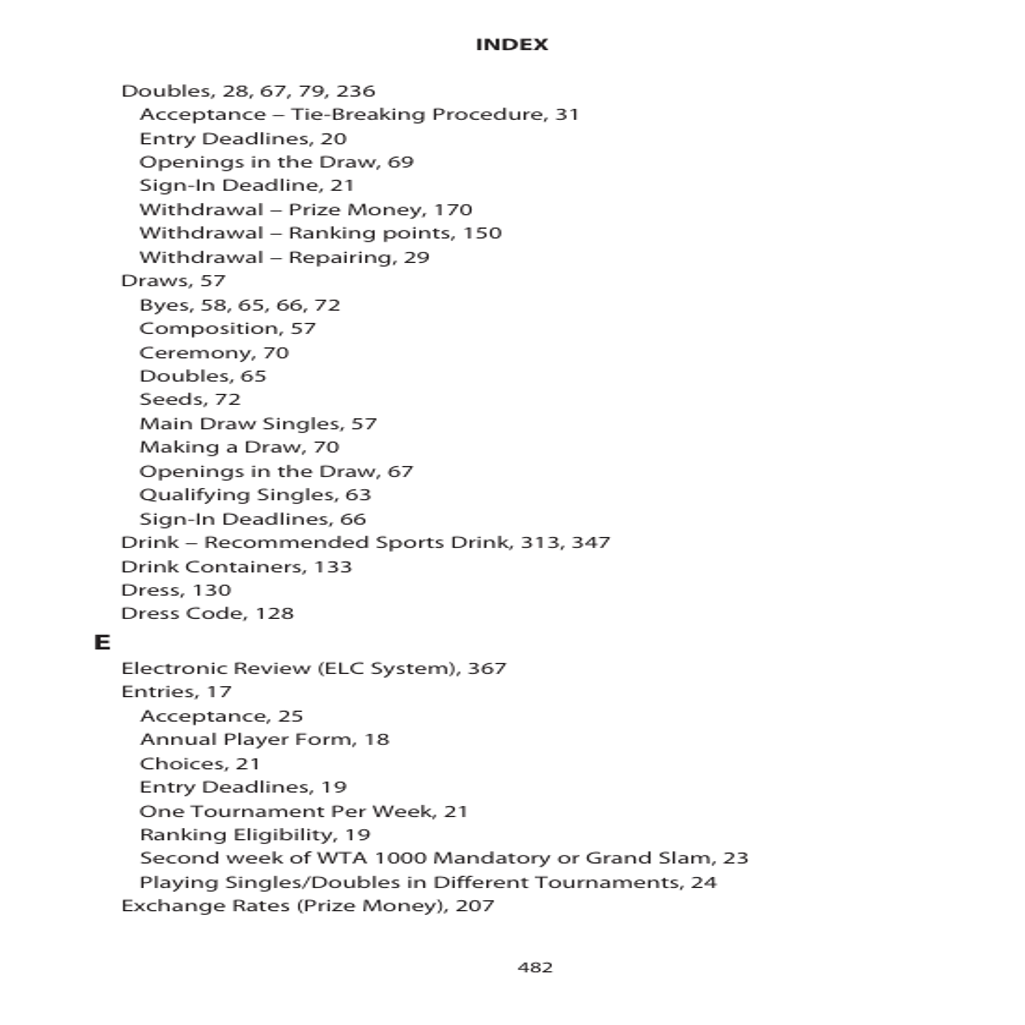 INDEX
Doubles, 28, 67, 79, 236
Acceptance – Tie-Breaking Procedure, 31
Entry Deadlines, 20
Openings in the Draw, 69
Sign-In Deadline, 21
Withdrawal – Prize Money, 170
Withdrawal – Ranking points, 150
Withdrawal – Repairing, 29
Draws, 57
Byes, 58, 65, 66, 72
Composition, 57
Ceremony, 70
Doubles, 65
Seeds, 72
Main Draw Singles, 57
Making a Draw, 70
Openings in the Draw, 67
Qualifying Singles, 63
Sign-In Deadlines, 66
Drink – Recommended Sports Drink, 313, 347
Drink Containers, 133
Dress, 130
Dress Code, 128
E
Electronic Review (ELC System), 367
Entries, 17
Acceptance, 25
Annual Player Form, 18
Choices, 21
Entry Deadlines, 19
One Tournament Per Week, 21
Ranking Eligibility, 19
Second week of WTA 1000 Mandatory or Grand Slam, 23
Playing Singles/Doubles in Different Tournaments, 24
Exchange Rates (Prize Money), 207
482